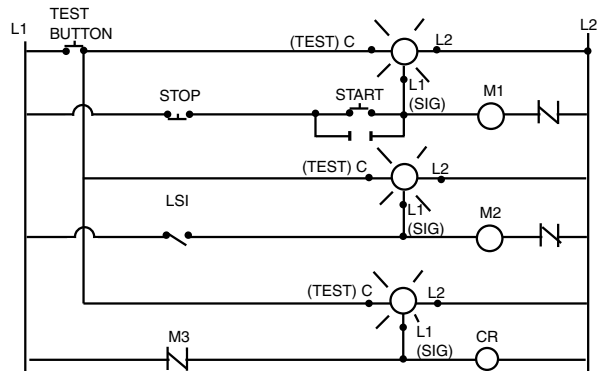 L1
TEST
BUTTON
L2
(TEST) C
L2
L1
(SIG)
STOP
START
M1
(TEST) C
L2
LSI
L1
(SIG)
M2
(TEST) C
L2
M3
L1
(SIG)
CR